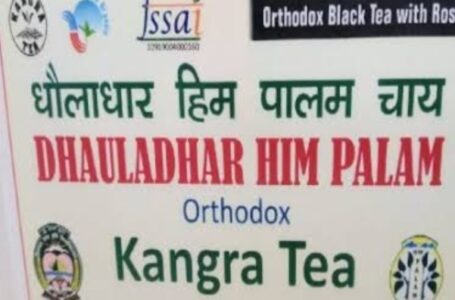 fssai
Orthodox Black Tea with Ros
धौलाधार हिम पालम चाय
DHAULADHAR HIM PALAM
Orthodox
Kangra Tea